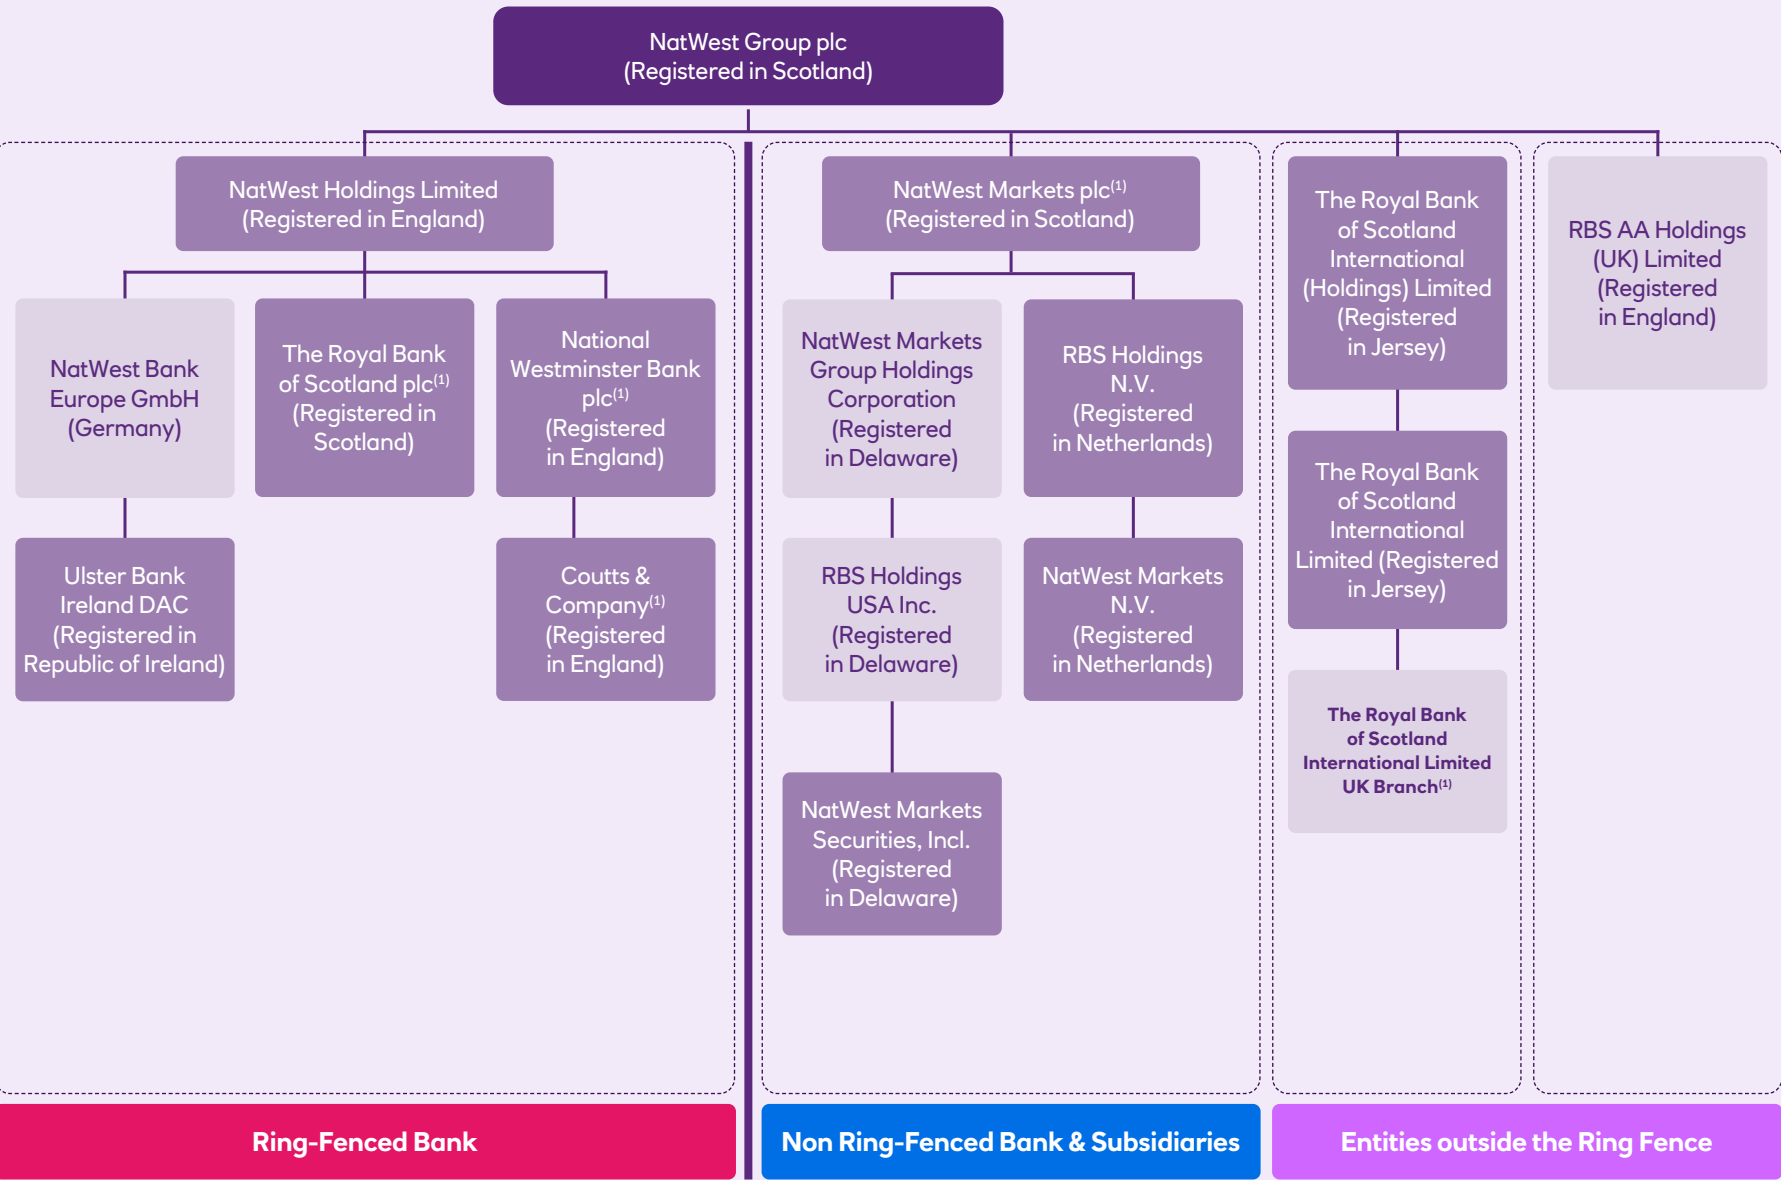 NatWest Group plc
(Registered in Scotland)
NatWest Holdings Limited
(Registered in England)
NatWest Bank
Europe GmbH
(Germany)
Ulster Bank
Ireland DAC
(Registered in
Republic of Ireland)
The Royal Bank
of Scotland plc(1)
(Registered in
Scotland)
National
Westminster Bank
plc(1)
(Registered
in England)
Coutts &
Company(1)
(Registered
in England)
NatWest Markets plc(1)
(Registered in Scotland)
NatWest Markets
Group Holdings
Corporation
(Registered
in Delaware)
RBS Holdings
USA Inc.
(Registered
in Delaware)
NatWest Markets
Securities, Incl.
(Registered
in Delaware)
RBS Holdings
N.V.
(Registered
in Netherlands)
NatWest Markets
N.V.
(Registered
in Netherlands)
The Royal Bank
of Scotland
International
(Holdings) Limited
(Registered
in Jersey)
The Royal Bank
of Scotland
International
Limited (Registered
in Jersey)
The Royal Bank
of Scotland
International Limited
UK Branch(1)
RBS AA Holdings
(UK) Limited
(Registered
in England)
Ring-Fenced Bank
Non Ring-Fenced Bank & Subsidiaries
Entities outside the Ring Fence